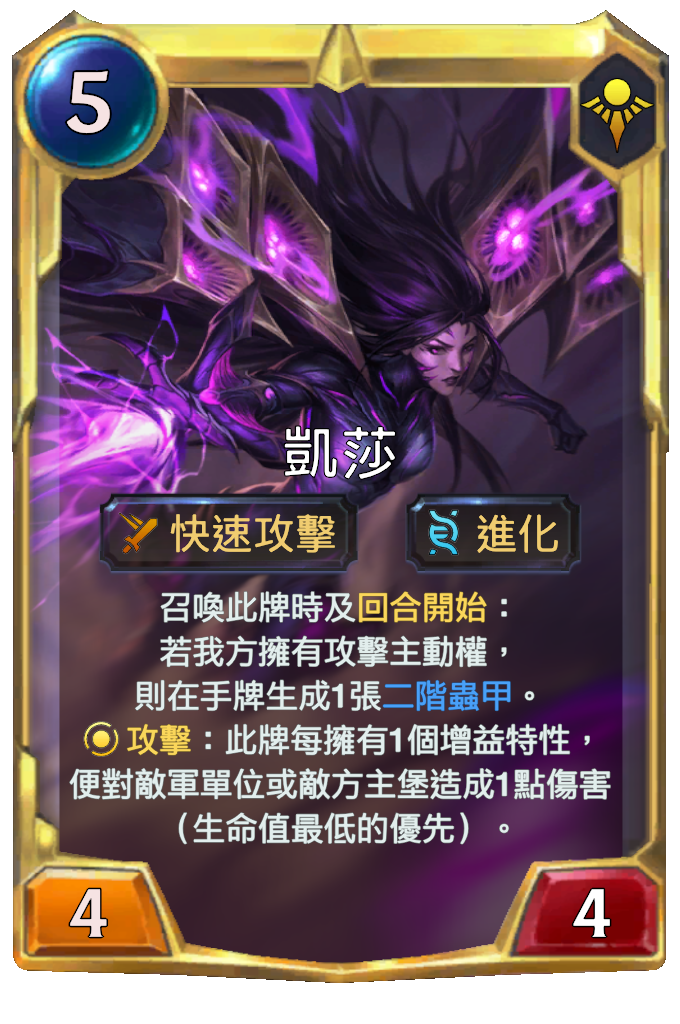 5
凱莎
快速攻擊 進化
召喚此牌時及回合開始：
若我方擁有攻擊主動權，
則在手牌生成1張二階蟲甲。
攻擊：此牌每擁有1個增益特性，
便對敵軍單位或敵方主堡造成1點傷害
（生命值最低的優先）。
4 4